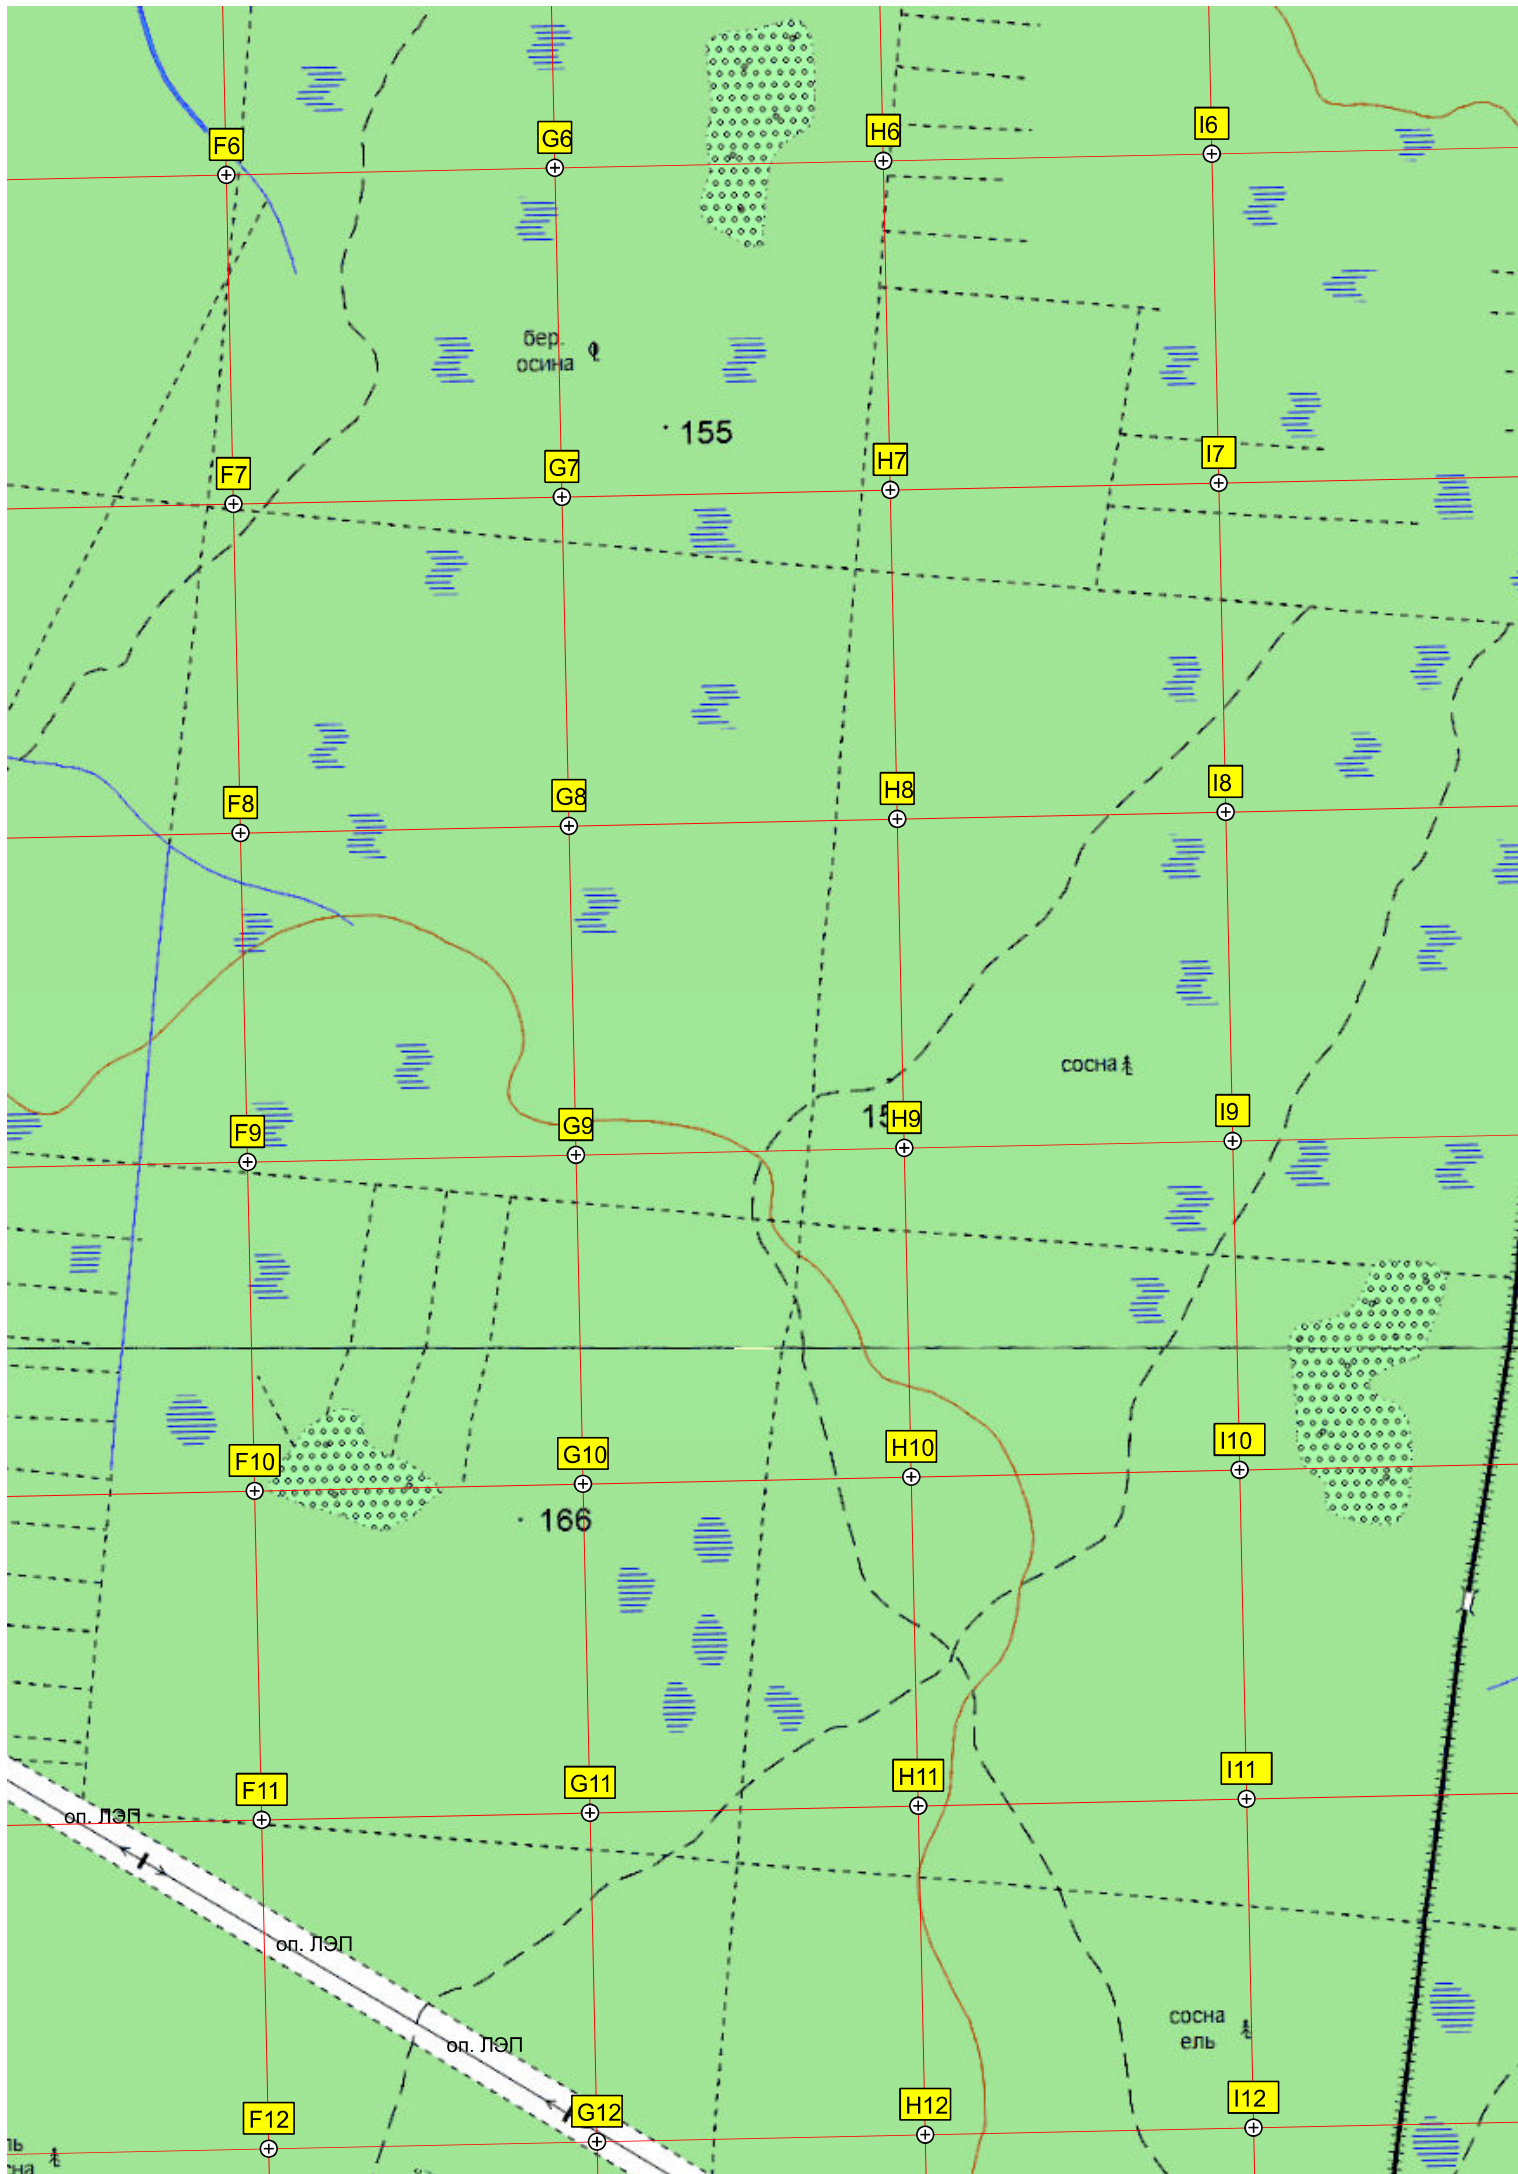 F6
G6
H6
I6
бер.
осина
155
F7
G7
H7
I7
F8
G8
H8
I8
сосна
F9
G9
H9
I9
F10
G10
H10
I10
166
F11
G11
H11
I11
оп. ЛЭП
оп. ЛЭП
оп. ЛЭП
сосна
ель
F12
G12
H12
I12